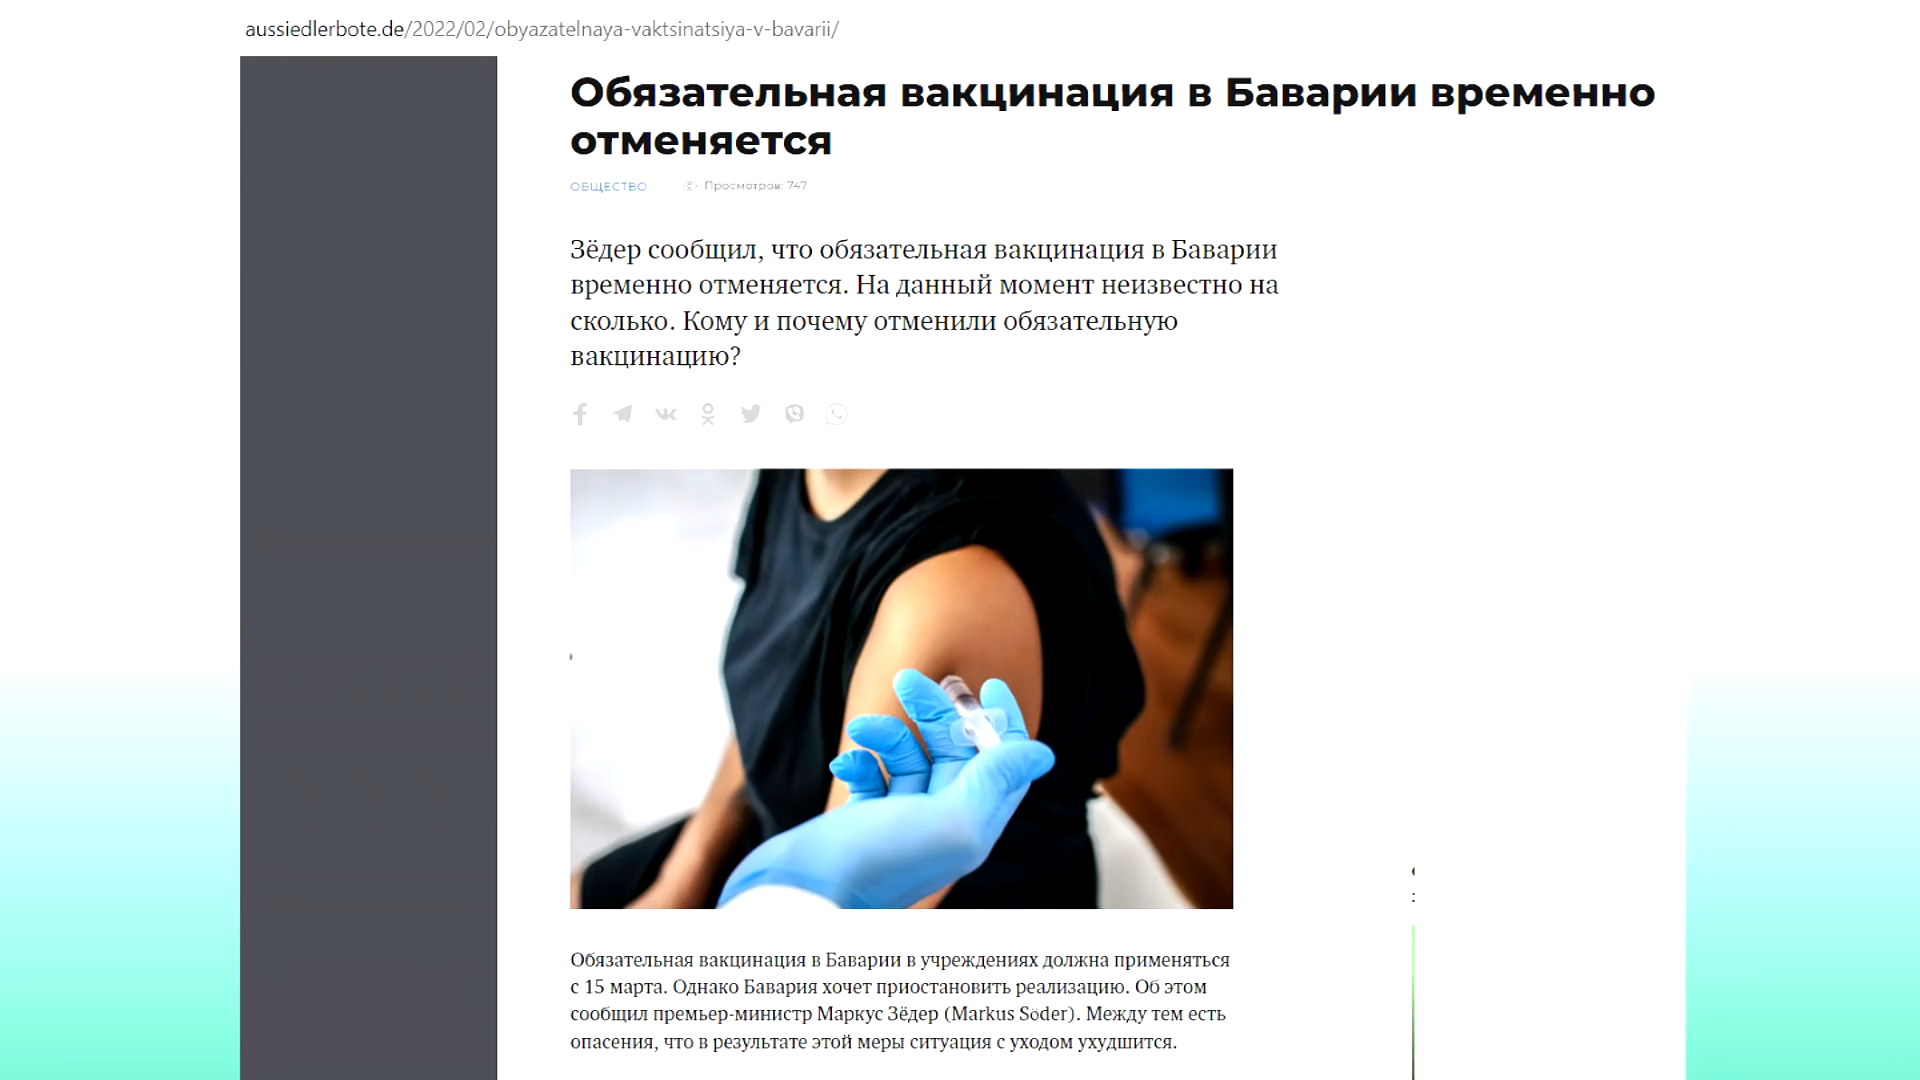 aussiedlerbote.de/2022/02/obyazatelnaya-vaktsinatsiya-v-bavarii/
Обязательная вакцинация в Баварии временно
отменяется
ОБЩЕСТВО Просмотров: 747
Зёдер сообщил, что обязательная вакцинация в Баварии
временно отменяется. На данный момент неизвестно на
сколько. Кому и почему отменили обязательную
вакцинацию?
Обязательная вакцинация в Баварии в учреждениях должна применяться
с 15 марта. Однако Бавария хочет приостановить реализацию. Об этом
сообщил премьер-министр Маркус Зёдер (Markus Söder). Между тем есть
опасения, что в результате этой меры ситуация с уходом ухудшится.